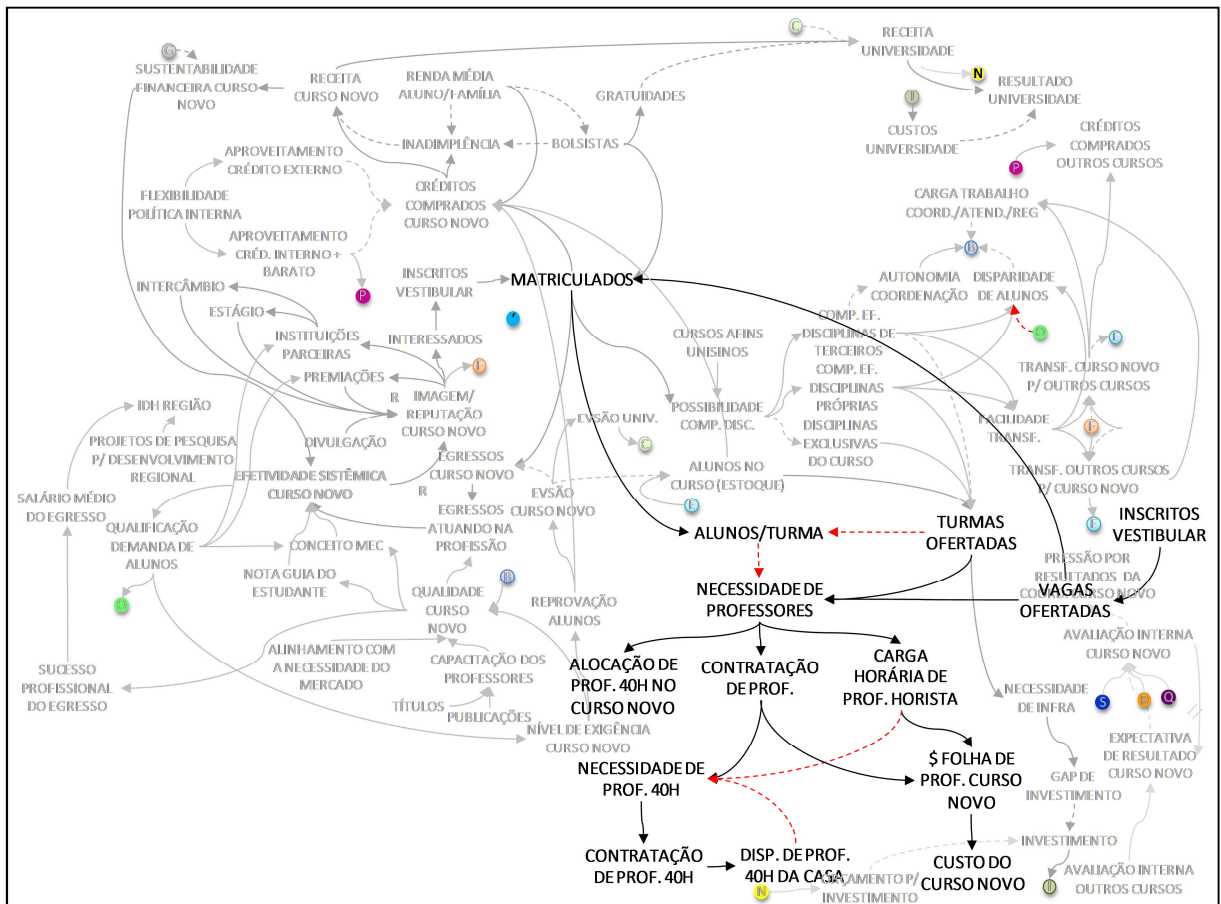 G
SUSTENTABILIDADE
FINANCEIRA CURSO
NOVO
RECEITA
CURSO NOVO
RENDA MÉDIA
ALUNO/FAMÍLIA
GRATUIDADES
C
RECEITA
UNIVERSIDADE
N
RESULTADO
UNIVERSIDADE
T
CUSTOS
UNIVERSIDADE
CRÉDITOS
COMPRADOS
OUTROS CURSOS
P
INADIMPLÊNCIA
BOLSISTAS
APROVEITAMENTO
CRÉDITO EXTERNO
FLEXIBILIDADE
POLÍTICA INTERNA
CRÉDITOS
COMPRADOS
CURSO NOVO
APROVEITAMENTO
CRÉD. INTERNO +
BARATO
P
CARGA TRABALHO
COORD./ATEND./REG
B
AUTONOMIA
COORDENAÇÃO
DISPARIDADE
DE ALUNOS
O
INTERCÂMBIO
ESTÁGIO
INSCRITOS
VESTIBULAR
MATRICULADOS
INSTITUIÇÕES
PARCEIRAS
INTERESSADOS
F
CURSOS AFINS
UNISINOS
COMP. EF.
DISCIPLINAS DE
TERCEIROS
COMP. EF.
DISCIPLINAS
PRÓPRIAS
DISCIPLINAS
EXCLUSIVAS
DO CURSO
L
TRANSF. CURSO NOVO
P/ OUTROS CURSOS
PREMIAÇÕES
R
IMAGEM/
REPUTAÇÃO
CURSO NOVO
IDH REGIÃO
DIVULGAÇÃO
PROJETOS DE PESQUISA
P/ DESENVOLVIMENTO
REGIONAL
EVSÃO UNIV.
C
POSSIBILIDADE
COMP. DISC.
FACILIDADE
TRANSF.
F
EFETIVIDADE SISTÊMICA
CURSO NOVO
EGRESSOS
CURSO NOVO
R
ALUNOS NO
CURSO (ESTOQUE)
E
TRANSF. OUTROS CURSOS
P/ CURSO NOVO
E
SALÁRIO MÉDIO
DO EGRESSO
QUALIFICAÇÃO
DEMANDA DE
ALUNOS
O
EVSÃO
CURSO NOVO
EGRESSOS
ATUANDO NA
PROFISSÃO
CONCEITO MEC
NOTA GUIA DO
ESTUDANTE
ALUNOS/TURMA
TURMAS
OFERTADAS
INSCRITOS
VESTIBULAR
PRESSÃO POR
RESULTADOS DA
COORD. CURSO NOVO
VAGAS
OFERTADAS
B
QUALIDADE
CURSO
NOVO
REPROVAÇÃO
ALUNOS
NECESSIDADE DE
PROFESSORES
AVALIAÇÃO INTERNA
CURSO NOVO
ALINHAMENTO COM
A NECESSIDADE DO
MERCADO
CAPACITAÇÃO DOS
PROFESSORES
TÍTULOS
PUBLICAÇÕES
SUCESSO
PROFISSIONAL
DO EGRESSO
NÍVEL DE EXIGÊNCIA
CURSO NOVO
ALOCAÇÃO DE
PROF. 40H NO
CURSO NOVO
CONTRATAÇÃO
DE PROF.
CARGA
HORÁRIA DE
PROF. HORISTA
NECESSIDADE
DE INFRA
S
R
Q
EXPECTATIVA
DE RESULTADO
CURSO NOVO
NECESSIDADE DE
PROF. 40H
$ FOLHA DE
PROF. CURSO
NOVO
GAP DE
INVESTIMENTO
INVESTIMENTO
CONTRATAÇÃO
DE PROF. 40H
DISP. DE PROF.
40H DA CASA
N
ORÇAMENTO P/
INVESTIMENTO
CUSTO DO
CURSO NOVO
AVALIAÇÃO INTERNA
OUTROS CURSOS